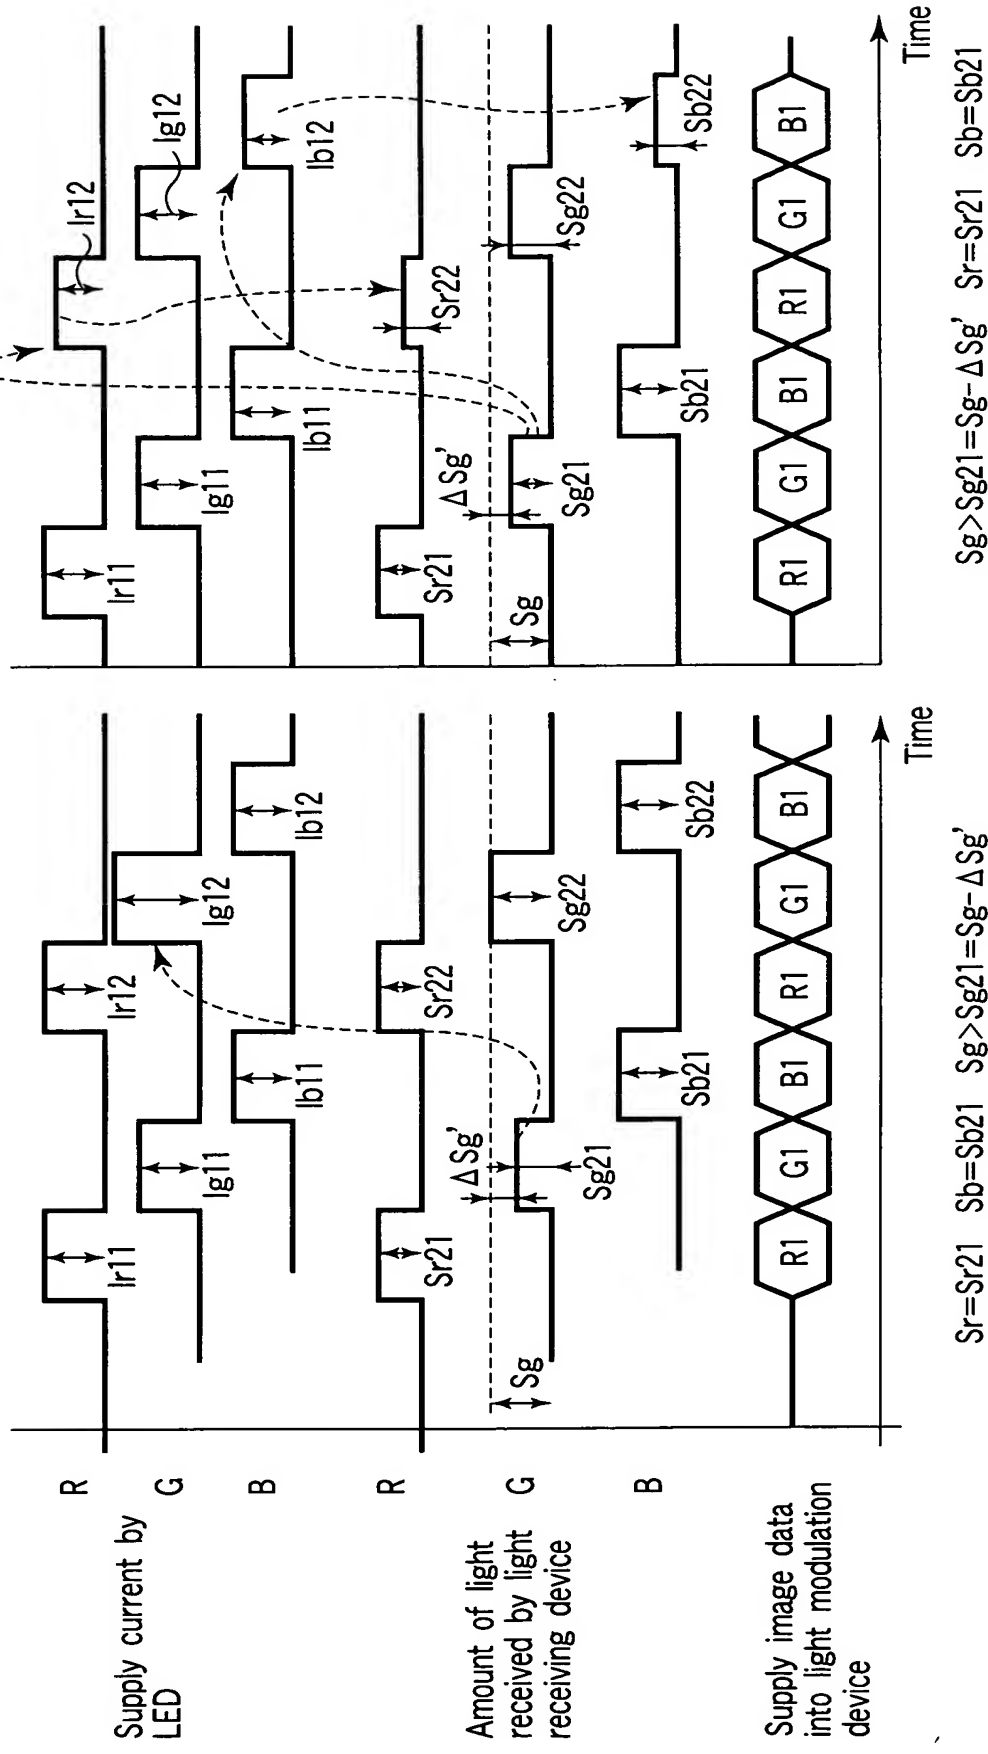 Supply current by
LED
R
G
B
Ir11
Ir12
Ig11
Ig12
Ib11
Ib12
Amount of light
received by light
receiving device
R
G
B
Sr21
Sr22
Sg
ΔSg'
Sg21
Sg22
Sb21
Sb22
Supply image data
into light modulation
device
R1 G1 B1 R1 G1 B1
Time
Sr=Sr21 Sb=Sb21 Sg>Sg21=Sg-ΔSg'
Ir11
Ir12
Ig11
Ig12
Ib11
Ib12
Sr21
Sr22
Sg
ΔSg'
Sg21
Sg22
Sb21
Sb22
R1 G1 B1 R1 G1 B1
Time
Sg>Sg21=Sg-ΔSg' Sr=Sr21 Sb=Sb21